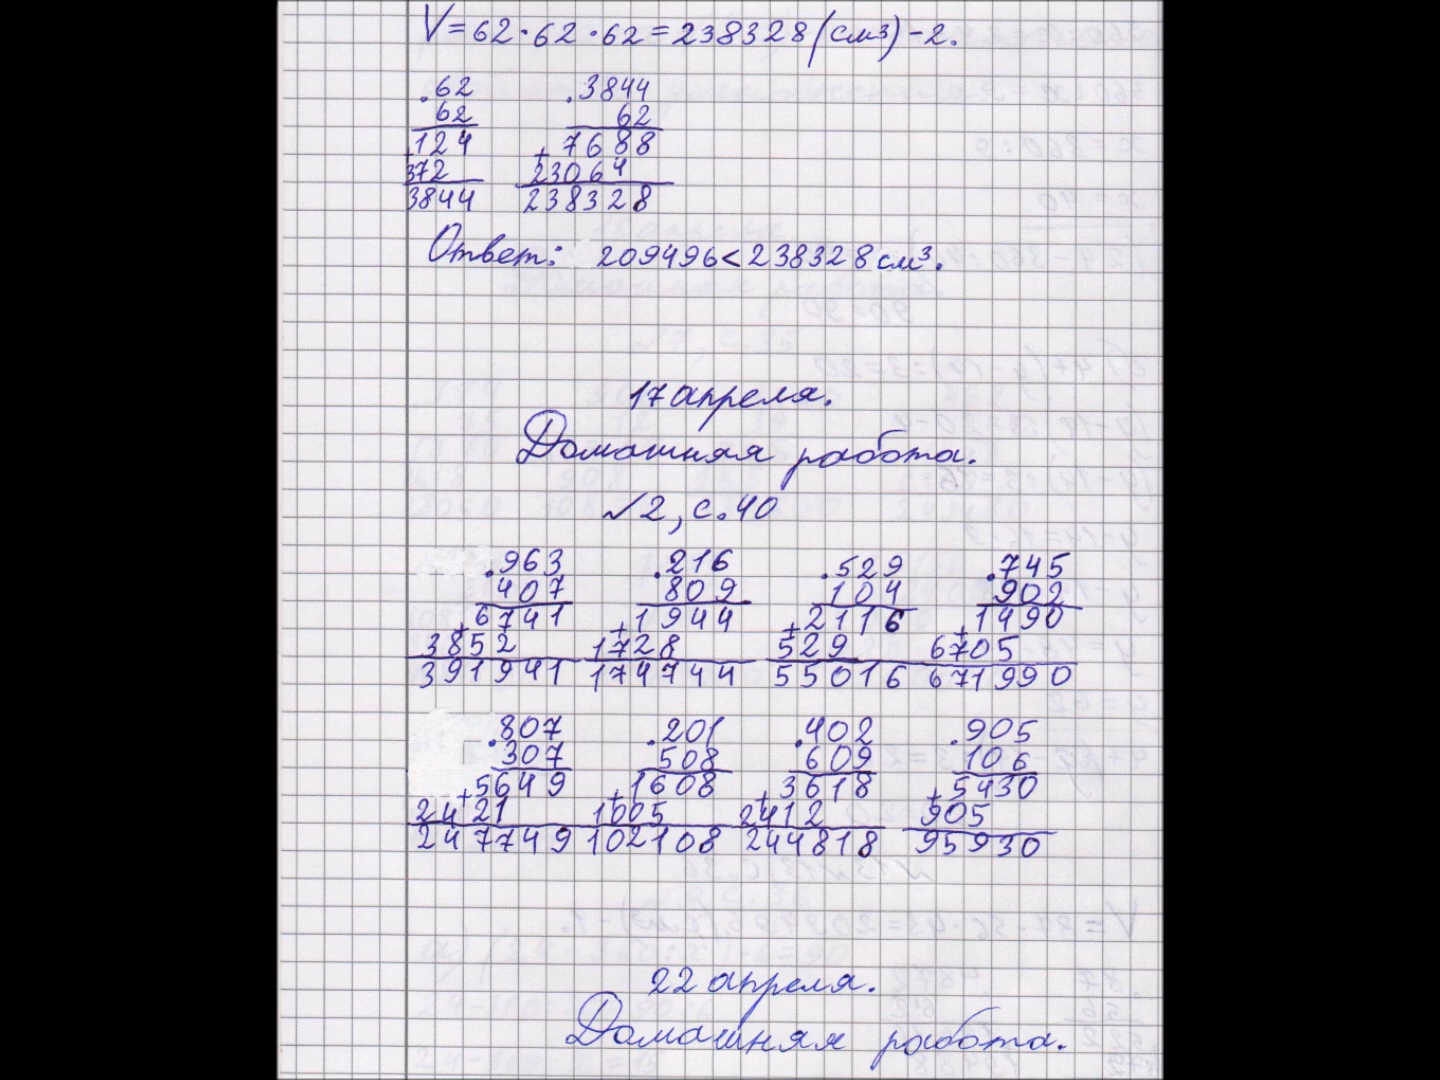 V=62·62·62=238328(см³)-2.
.62 .3844
62 62
124 7688
+ +
372 23064
3844 238328
Ответ: 209496<238328см³.
17 апреля.
Домашняя работа.
№2, с.40
.963 .216 .529 .745
407 809 104 902
6741 1944 2116 1490
+ + + +
3852 1728 529 6705
391941 174744 55016 671990
.807 .201 .402 .905
307 508 609 106
+5649 +1608 +3618 +5430
2421 1005 2412 905
247749 102108 244818 95930
22 апреля.
Домашняя работа.